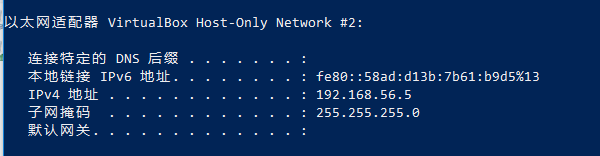 以太网适配器 VirtualBox Host-Only Network #2:
连接特定的 DNS 后缀 . . . . . . . :
本地链接 IPv6 地址. . . . . . . . : fe80::58ad:d13b:7b61:b9d5%13
IPv4 地址 . . . . . . . . . . . . : 192.168.56.5
子网掩码 . . . . . . . . . . . . : 255.255.255.0
默认网关. . . . . . . . . . . . . :